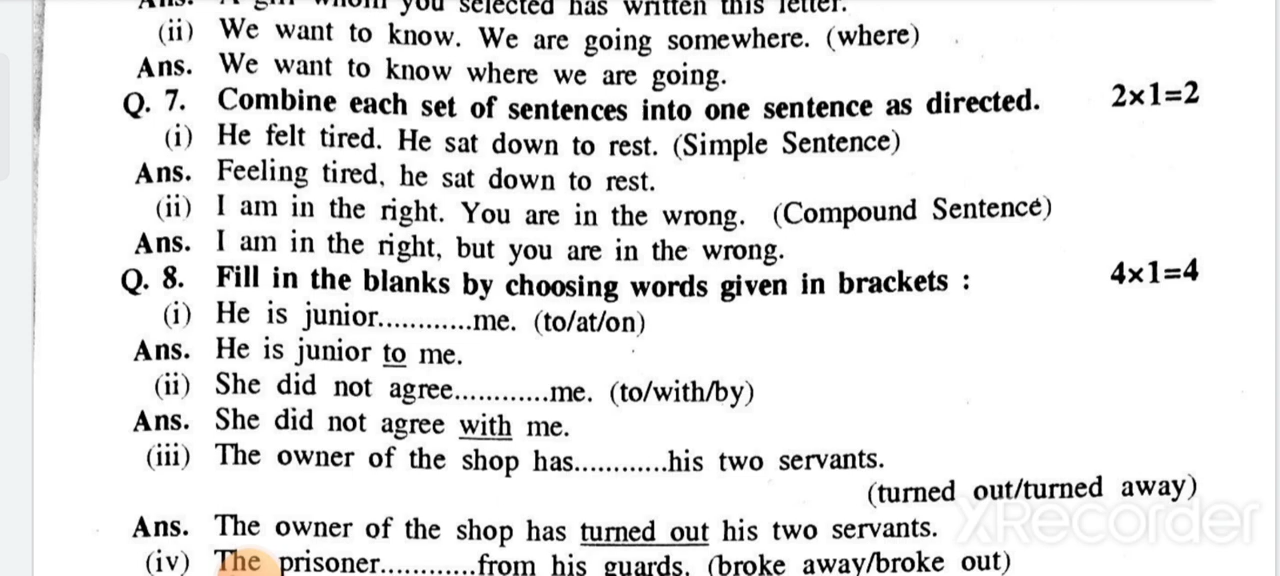 you selected has written this letter.
(ii) We want to know. We are going somewhere. (where)
Ans. We want to know where we are going.
Q. 7. Combine each set of sentences into one sentence as directed. 2×1=2
(i) He felt tired. He sat down to rest. (Simple Sentence)
Ans. Feeling tired, he sat down to rest.
(ii) I am in the right. You are in the wrong. (Compound Sentence)
Ans. I am in the right, but you are in the wrong.
Q. 8. Fill in the blanks by choosing words given in brackets : 4×1=4
(i) He is junior............me. (to/at/on)
Ans. He is junior to me.
(ii) She did not agree............me. (to/with/by)
Ans. She did not agree with me.
(iii) The owner of the shop has............his two servants.
(turned out/turned away)
Ans. The owner of the shop has turned out his two servants.
(iv) The prisoner............from his guards. (broke away/broke out)
XRecorder